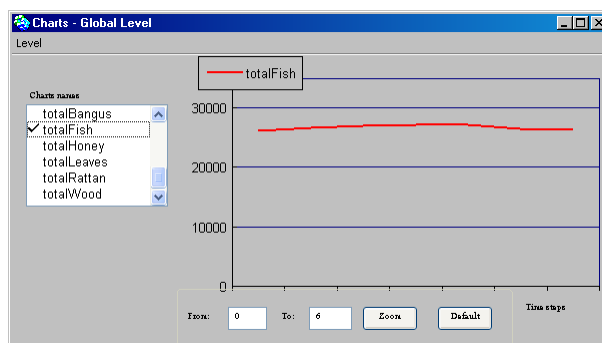 Charts - Global Level
Level
totalFish
Charts names
totalBangus
totalFish
totalHoney
totalLeaves
totalRattan
totalWood
30000
20000
10000
0
From: 0 To: 6 Zoom Default
Time steps